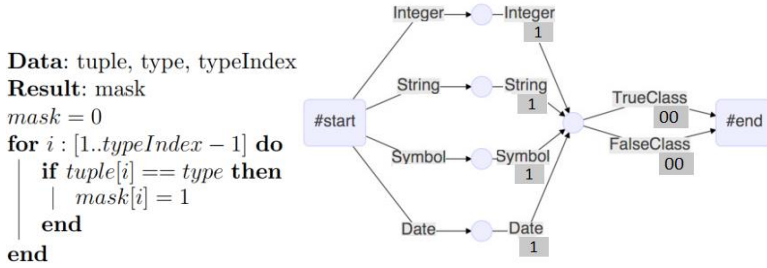 Data: tuple, type, typeIndex
Result: mask
mask = 0
for i : [1..typeIndex − 1] do
if tuple[i] == type then
mask[i] = 1
end
end
#start
Integer
Integer
1
String
String
1
Symbol
Symbol
1
Date
Date
1
TrueClass
00
FalseClass
00
#end